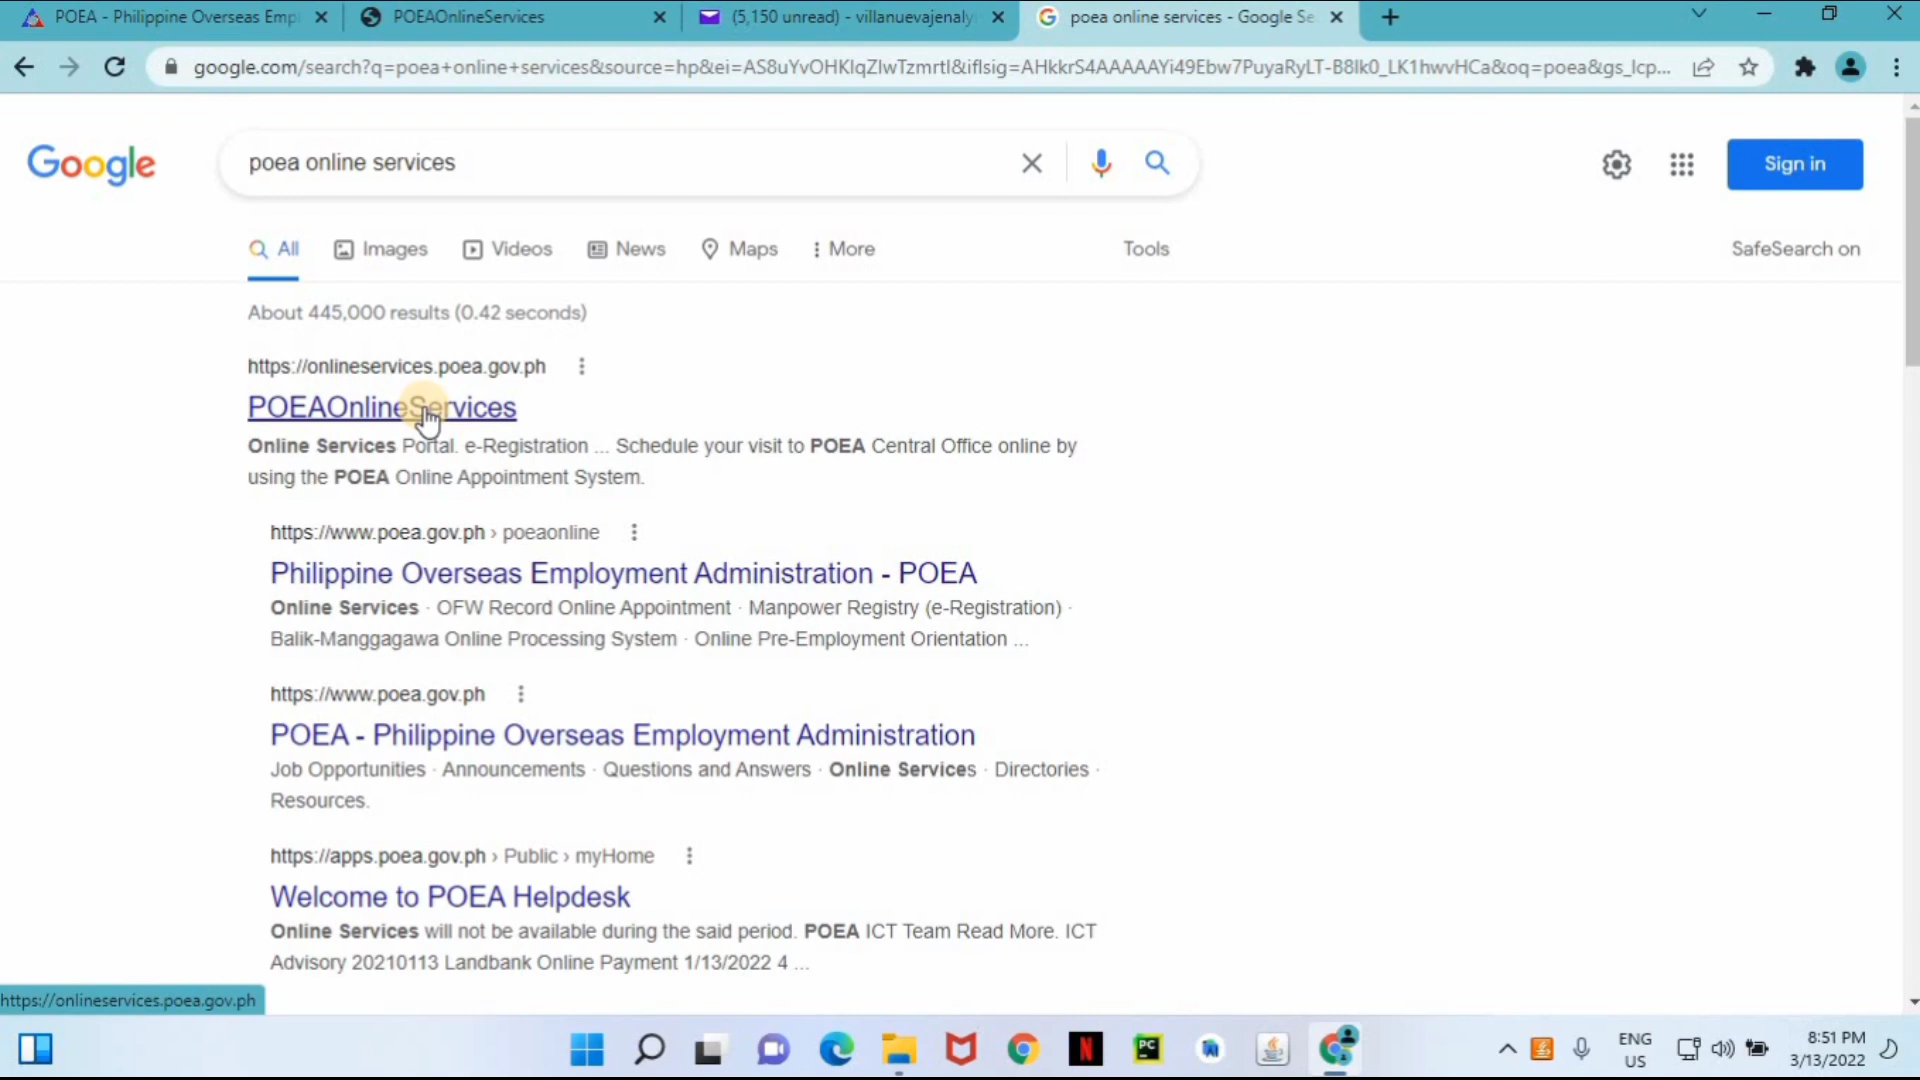 POEA - Philippine Overseas Empl
POEAOnlineServices
(5,150 unread) - villanuevajenaly
poea online services - Google Se
google.com/search?q=poea+online+services&source=hp&ei=AS8uYvOHKIqZlwTzmrtI&iflsig=AHkkrS4AAAAAYi49Ebw7PuyaRyLT-B8Ik0_LK1hwvHCa&oq=poea&gs_lcp...
Google
poea online services
Sign in
All
Images
Videos
News
Maps
More
Tools
SafeSearch on
About 445,000 results (0.42 seconds)
https://onlineservices.poea.gov.ph
POEAOnlineServices
Online Services Portal. e-Registration ... Schedule your visit to POEA Central Office online by
using the POEA Online Appointment System.
https://www.poea.gov.ph › poeaonline
Philippine Overseas Employment Administration - POEA
Online Services · OFW Record Online Appointment · Manpower Registry (e-Registration) ·
Balik-Manggagawa Online Processing System · Online Pre-Employment Orientation ...
https://www.poea.gov.ph
POEA - Philippine Overseas Employment Administration
Job Opportunities · Announcements · Questions and Answers · Online Services · Directories ·
Resources.
https://apps.poea.gov.ph › Public › myHome
Welcome to POEA Helpdesk
Online Services will not be available during the said period. POEA ICT Team Read More. ICT
Advisory 20210113 Landbank Online Payment 1/13/2022 4 ...
https://onlineservices.poea.gov.ph
N
PC
ENG
US
8:51 PM
3/13/2022